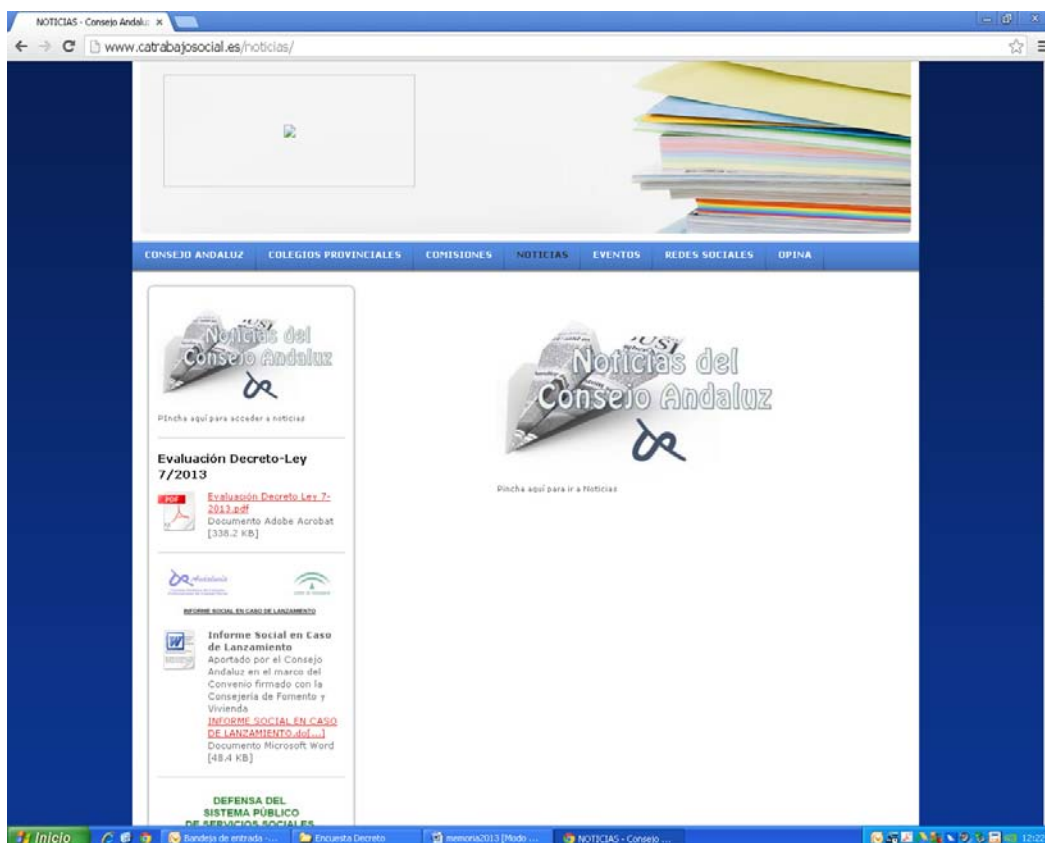 NOTICIAS - Consejo Andalu:
www.catrabajosocial.es/noticias/
CONSEJO ANDALUZ COLEGIOS PROVINCIALES COMISIONES NOTICIAS EVENTOS REDES SOCIALES OPINA
Noticias del
Consejo Andaluz
PIncha aquí para acceder a noticias
Evaluación Decreto-Ley
7/2013
PDF
Evaluación Decreto Ley 7-
2013.pdf
Documento Adobe Acrobat
[338.2 KB]
Andalucía
INFORME SOCIAL EN CASO DE LANZAMIENTO
Informe Social en Caso
de Lanzamiento
Aportado por el Consejo
Andaluz en el marco del
Convenio firmado con la
Consejería de Fomento y
Vivienda
INFORME SOCIAL EN CASO
DE LANZAMIENTO.do[...]
Documento Microsoft Word
[48.4 KB]
DEFENSA DEL
SISTEMA PÚBLICO
DE SERVICIOS SOCIALES
Noticias del
Consejo Andaluz
Pincha aquí para ir a Noticias
Inicio Bandeja de entrada -... Encuesta Decreto memoria2013 [Modo ... NOTICIAS - Consejo ... 12:22